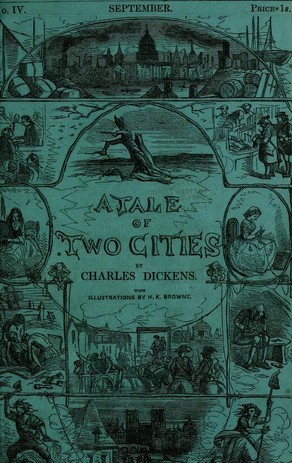 o. IV. SEPTEMBER. PRICE 1s.
A TALE
OF
TWO CITIES
BY
CHARLES DICKENS.
WITH
ILLUSTRATIONS BY H. K. BROWNE.